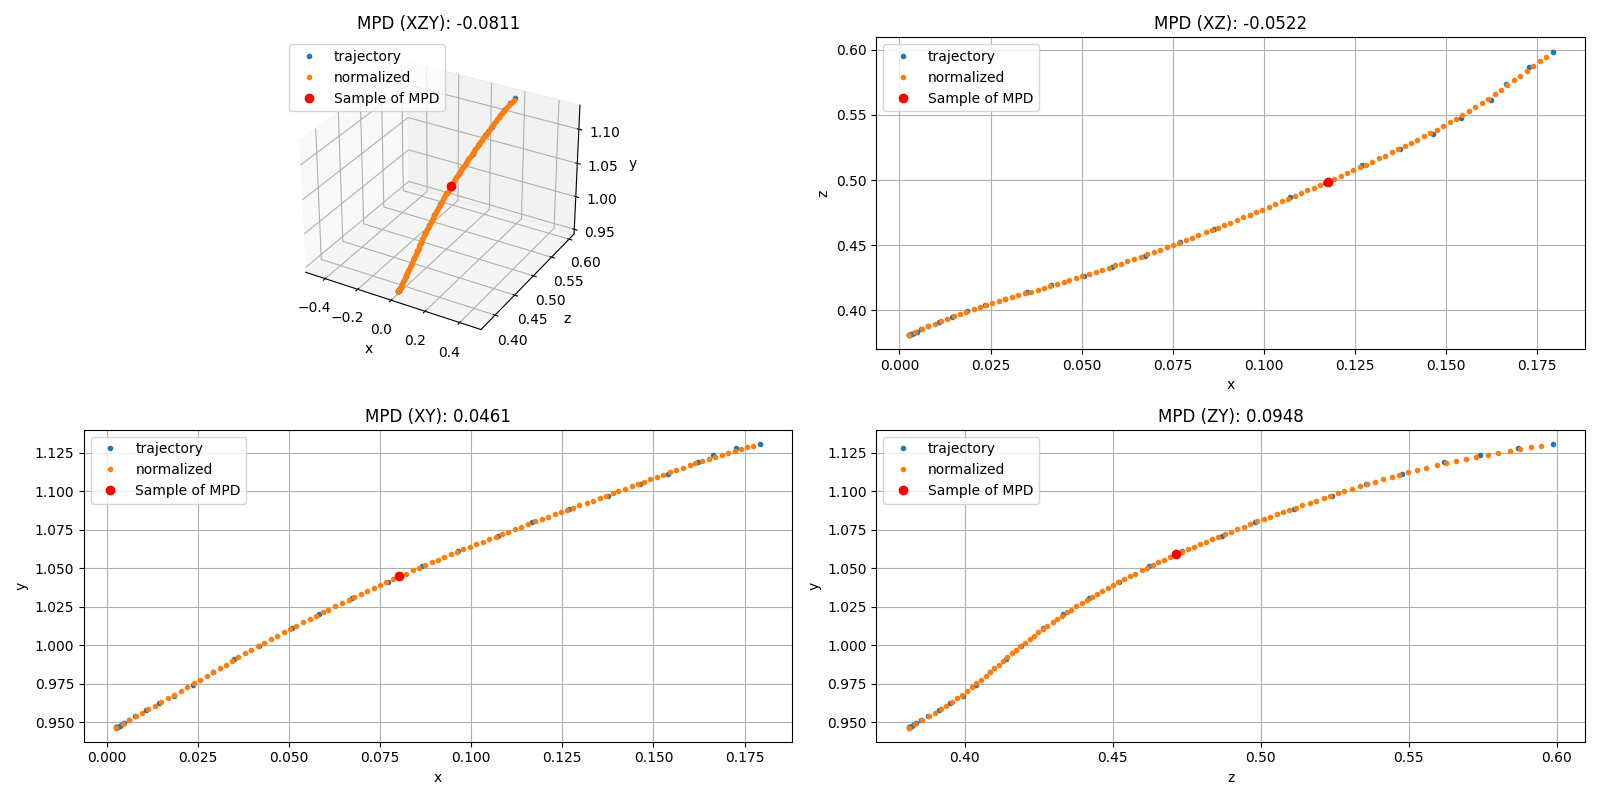 MPD (XZY): -0.0811
trajectory
normalized
Sample of MPD
1.10
1.05
1.00
0.95
y
0.60
0.55
0.50
0.45
0.40
z
−0.4
−0.2
0.0
0.2
0.4
x
MPD (XZ): -0.0522
trajectory
normalized
Sample of MPD
0.60
0.55
0.50
0.45
0.40
z
0.000 0.025 0.050 0.075 0.100 0.125 0.150 0.175
x
MPD (XY): 0.0461
trajectory
normalized
Sample of MPD
1.125
1.100
1.075
1.050
1.025
1.000
0.975
0.950
y
0.000 0.025 0.050 0.075 0.100 0.125 0.150 0.175
x
MPD (ZY): 0.0948
trajectory
normalized
Sample of MPD
1.125
1.100
1.075
1.050
1.025
1.000
0.975
0.950
y
0.40 0.45 0.50 0.55 0.60
z